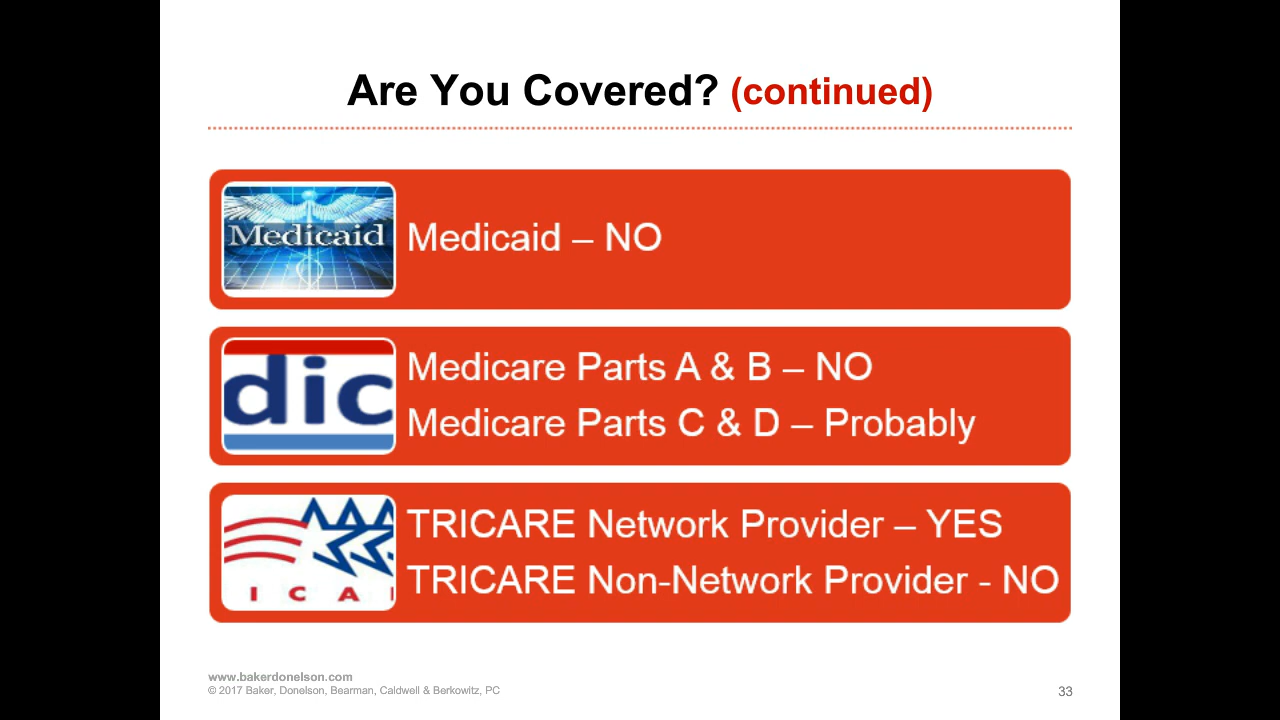 Are You Covered? (continued)
Medicaid
Medicaid – NO
dic
Medicare Parts A & B – NO
Medicare Parts C & D – Probably
I C A
TRICARE Network Provider – YES
TRICARE Non-Network Provider - NO
www.bakerdonelson.com
© 2017 Baker, Donelson, Bearman, Caldwell & Berkowitz, PC
33